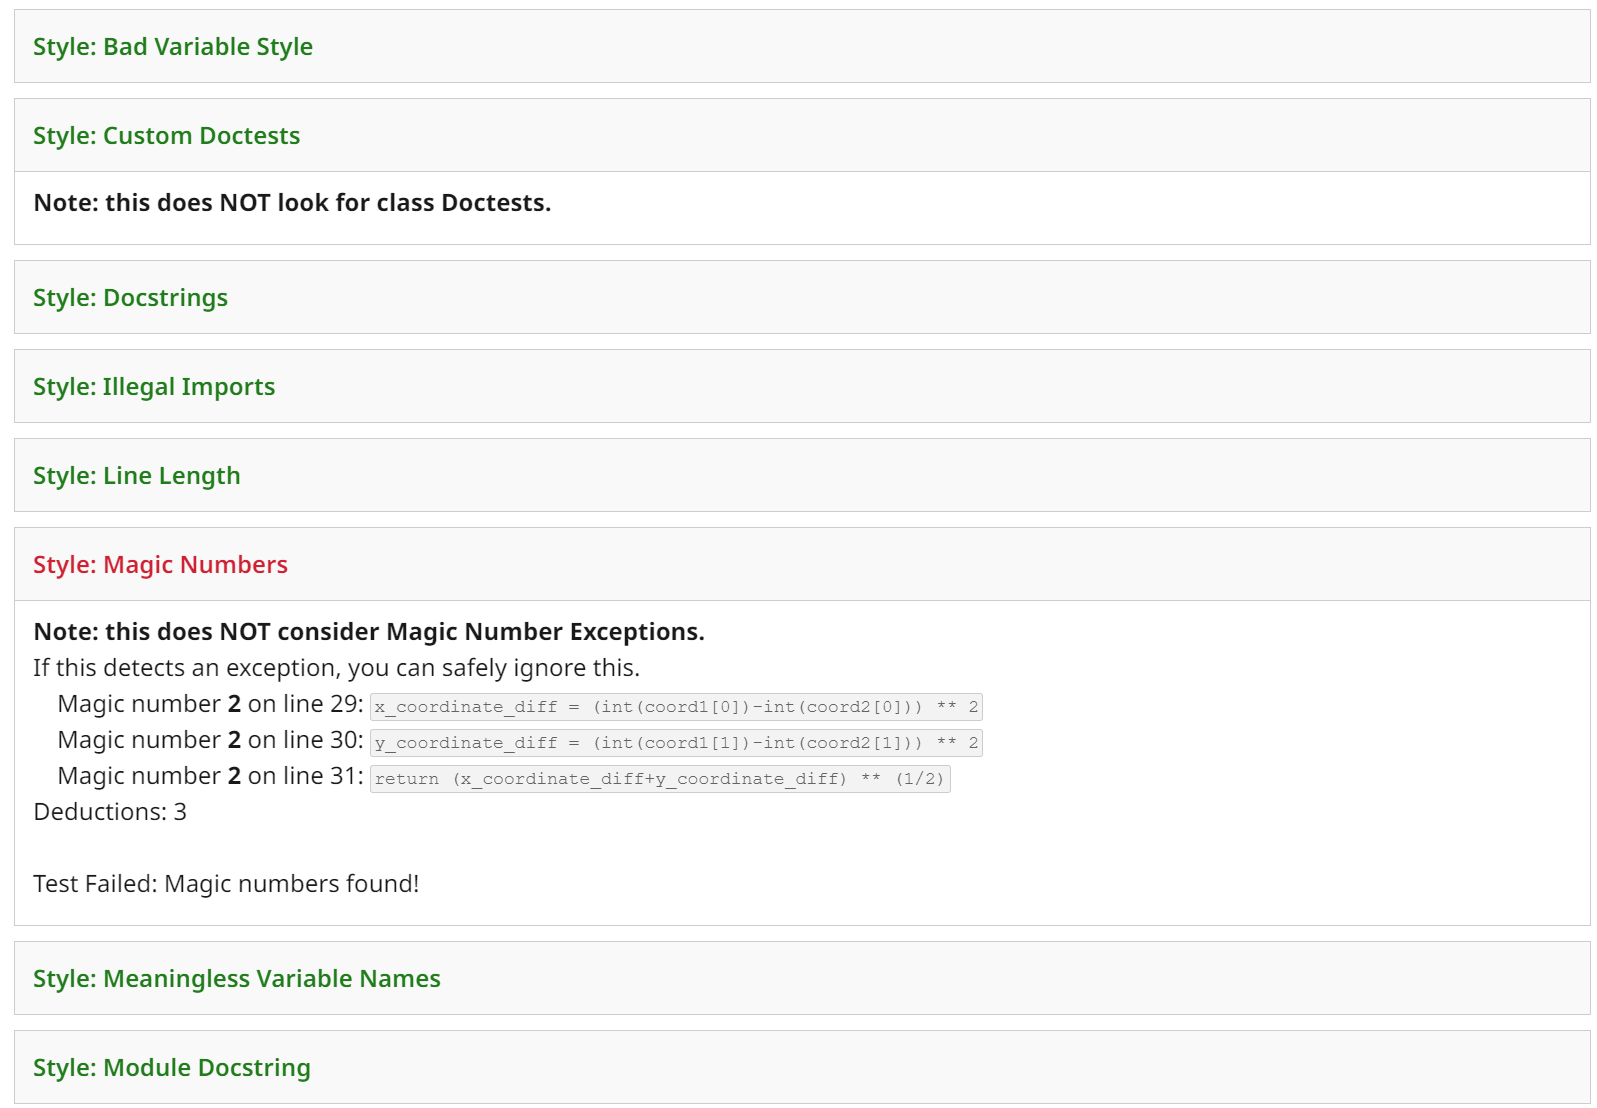 Style: Bad Variable Style
Style: Custom Doctests
Note: this does NOT look for class Doctests.
Style: Docstrings
Style: Illegal Imports
Style: Line Length
Style: Magic Numbers
Note: this does NOT consider Magic Number Exceptions.
If this detects an exception, you can safely ignore this.
Magic number 2 on line 29: x_coordinate_diff = (int(coord1[0])-int(coord2[0])) ** 2
Magic number 2 on line 30: y_coordinate_diff = (int(coord1[1])-int(coord2[1])) ** 2
Magic number 2 on line 31: return (x_coordinate_diff+y_coordinate_diff) ** (1/2)
Deductions: 3
Test Failed: Magic numbers found!
Style: Meaningless Variable Names
Style: Module Docstring